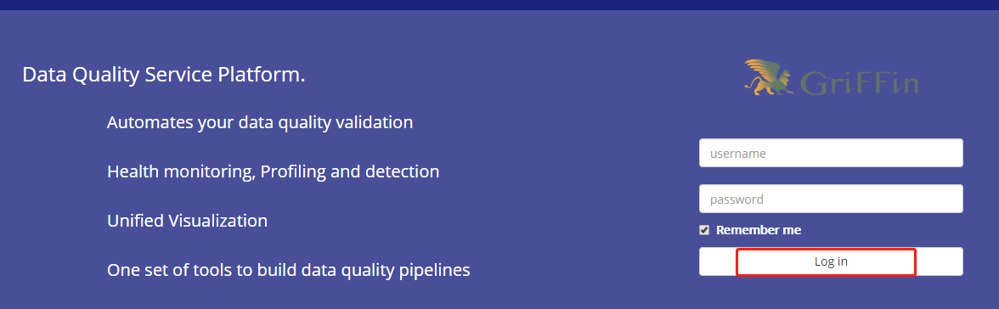 Data Quality Service Platform.
Automates your data quality validation
Health monitoring, Profiling and detection
Unified Visualization
One set of tools to build data quality pipelines
GriFFin
username
password
Remember me
Log in